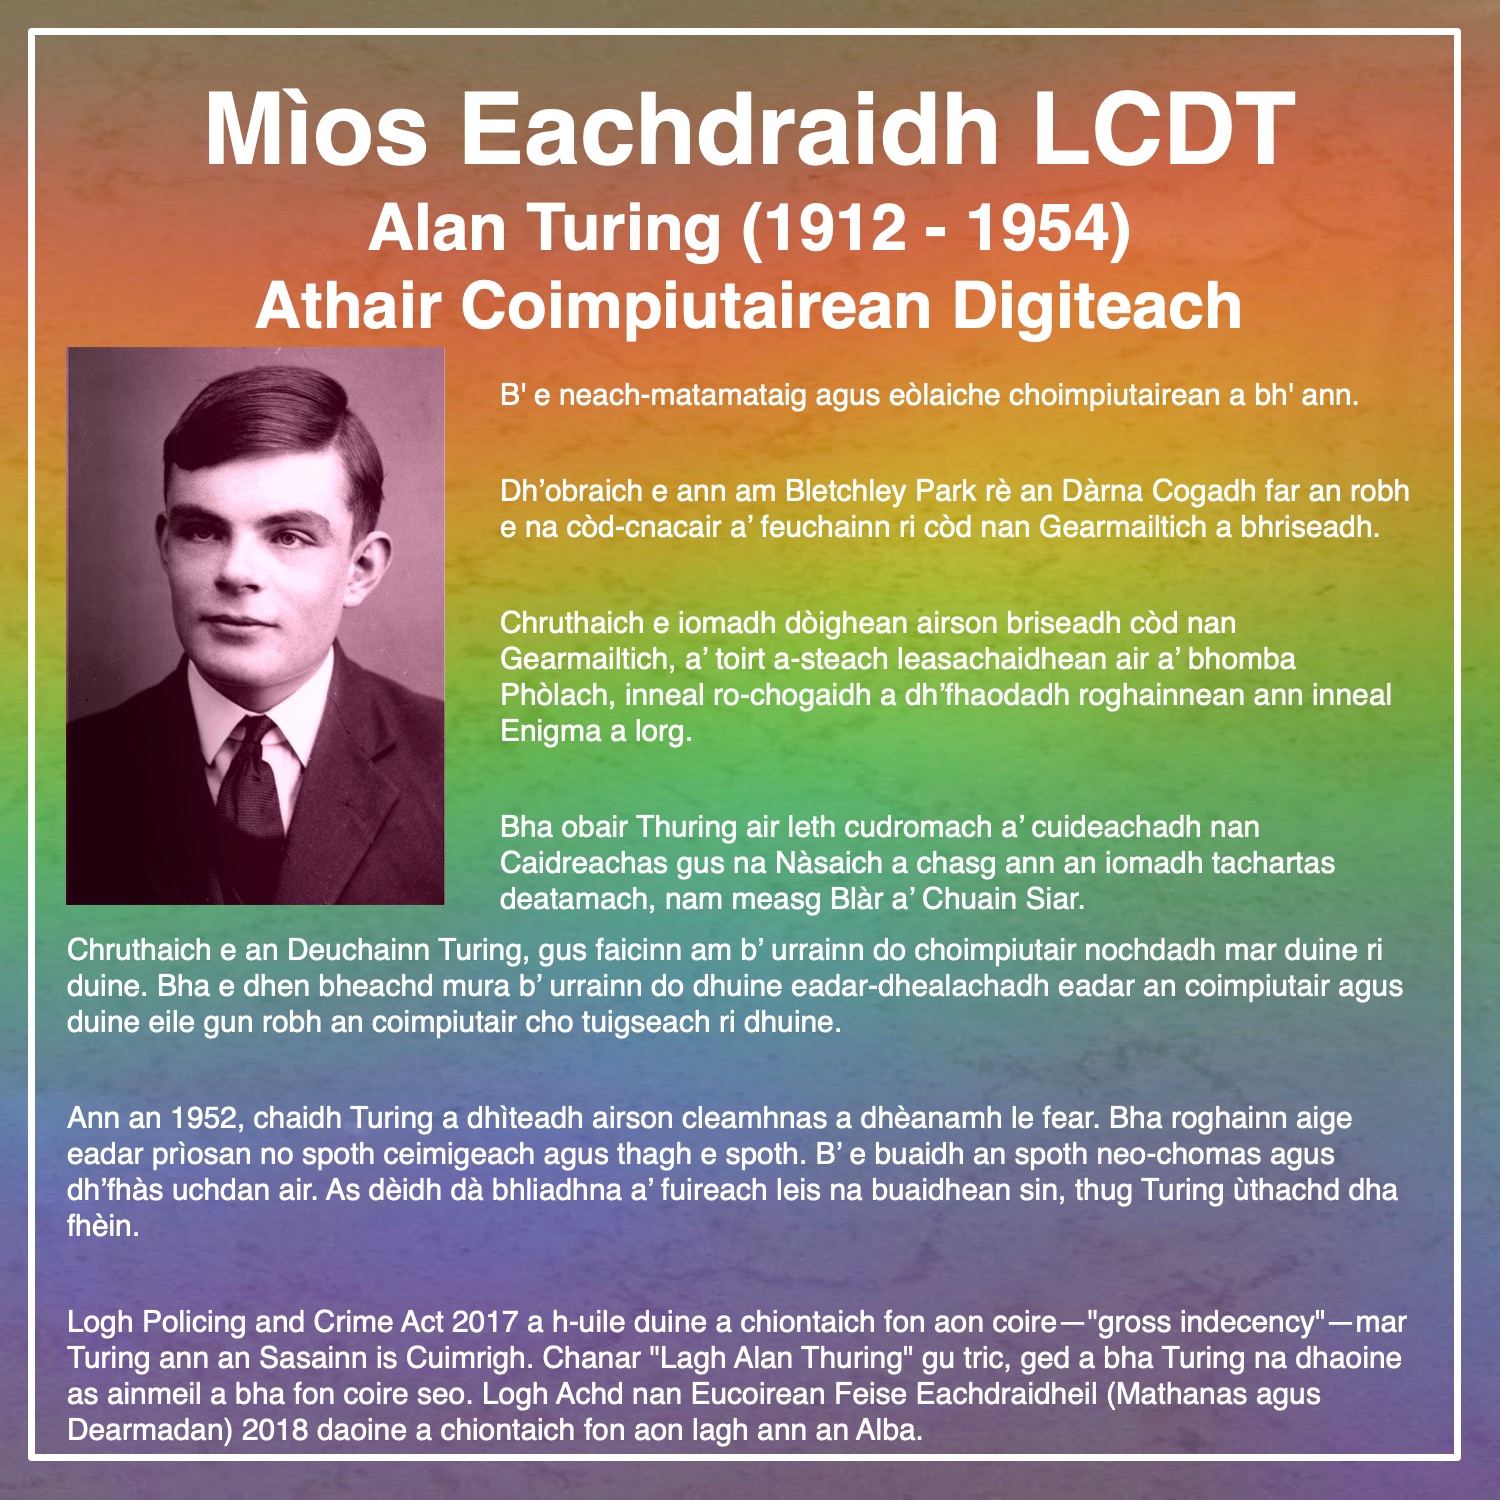 Mìos Eachdraidh LCDT
Alan Turing (1912 - 1954)
Athair Coimpiutairean Digiteach
B' e neach-matamataig agus eòlaiche choimpiutairean a bh' ann.
Dh’obraich e ann am Bletchley Park rè an Dàrna Cogadh far an robh
e na còd-cnacair a’ feuchainn ri còd nan Gearmailtich a bhriseadh.
Chruthaich e iomadh dòighean airson briseadh còd nan
Gearmailtich, a’ toirt a-steach leasachaidhean air a’ bhomba
Phòlach, inneal ro-chogaidh a dh’fhaodadh roghainnean ann inneal
Enigma a lorg.
Bha obair Thuring air leth cudromach a’ cuideachadh nan
Caidreachas gus na Nàsaich a chasg ann an iomadh tachartas
deatamach, nam measg Blàr a’ Chuain Siar.
Chruthaich e an Deuchainn Turing, gus faicinn am b’ urrainn do choimpiutair nochdadh mar duine ri
duine. Bha e dhen bheachd mura b’ urrainn do dhuine eadar-dhealachadh eadar an coimpiutair agus
duine eile gun robh an coimpiutair cho tuigseach ri dhuine.
Ann an 1952, chaidh Turing a dhìteadh airson cleamhnas a dhèanamh le fear. Bha roghainn aige
eadar prìosan no spoth ceimigeach agus thagh e spoth. B’ e buaidh an spoth neo-chomas agus
dh’fhàs uchdan air. As dèidh dà bhliadhna a’ fuireach leis na buaidhean sin, thug Turing ùthachd dha
fhèin.
Logh Policing and Crime Act 2017 a h-uile duine a chiontaich fon aon coire—"gross indecency"—mar
Turing ann an Sasainn is Cuimrigh. Chanar "Lagh Alan Thuring" gu tric, ged a bha Turing na dhaoine
as ainmeil a bha fon coire seo. Logh Achd nan Eucoirean Feise Eachdraidheil (Mathanas agus
Dearmadan) 2018 daoine a chiontaich fon aon lagh ann an Alba.